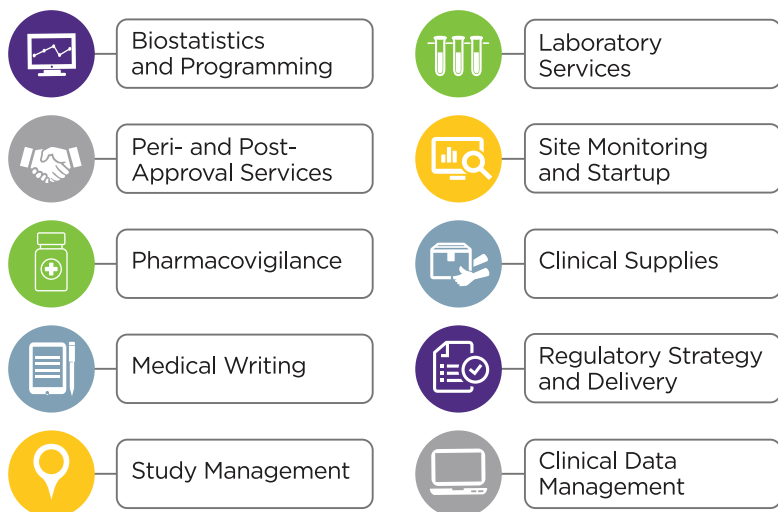 Biostatistics
and Programming
Peri- and Post-
Approval Services
Pharmacovigilance
Medical Writing
Study Management
Laboratory
Services
Site Monitoring
and Startup
Clinical Supplies
Regulatory Strategy
and Delivery
Clinical Data
Management